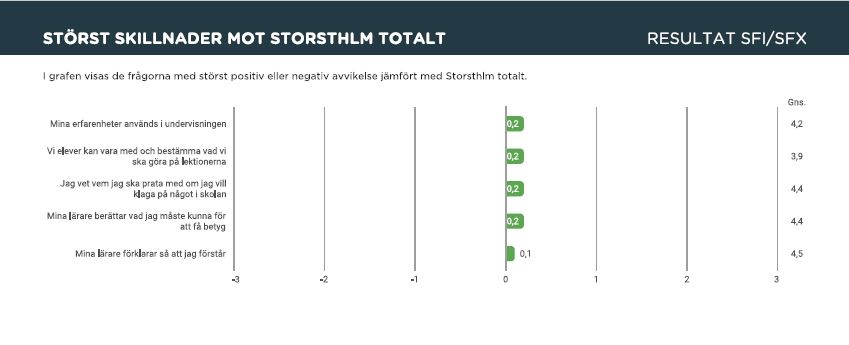 STÖRST SKILLNADER MOT STORSTHLM TOTALT
RESULTAT SFI/SFX
I grafen visas de frågorna med störst positiv eller negativ avvikelse jämfört med Storsthlm totalt.
Gns.
Mina erfarenheter används i undervisningen
0,2
4,2
Vi elever kan vara med och bestämma vad vi
ska göra på lektionerna
0,2
3,9
Jag vet vem jag ska prata med om jag vill
klaga på något i skolan
0,2
4,4
Mina lärare berättar vad jag måste kunna för
att få betyg
0,2
4,4
Mina lärare förklarar så att jag förstår
0,1
4,5
-3 -2 -1 0 1 2 3